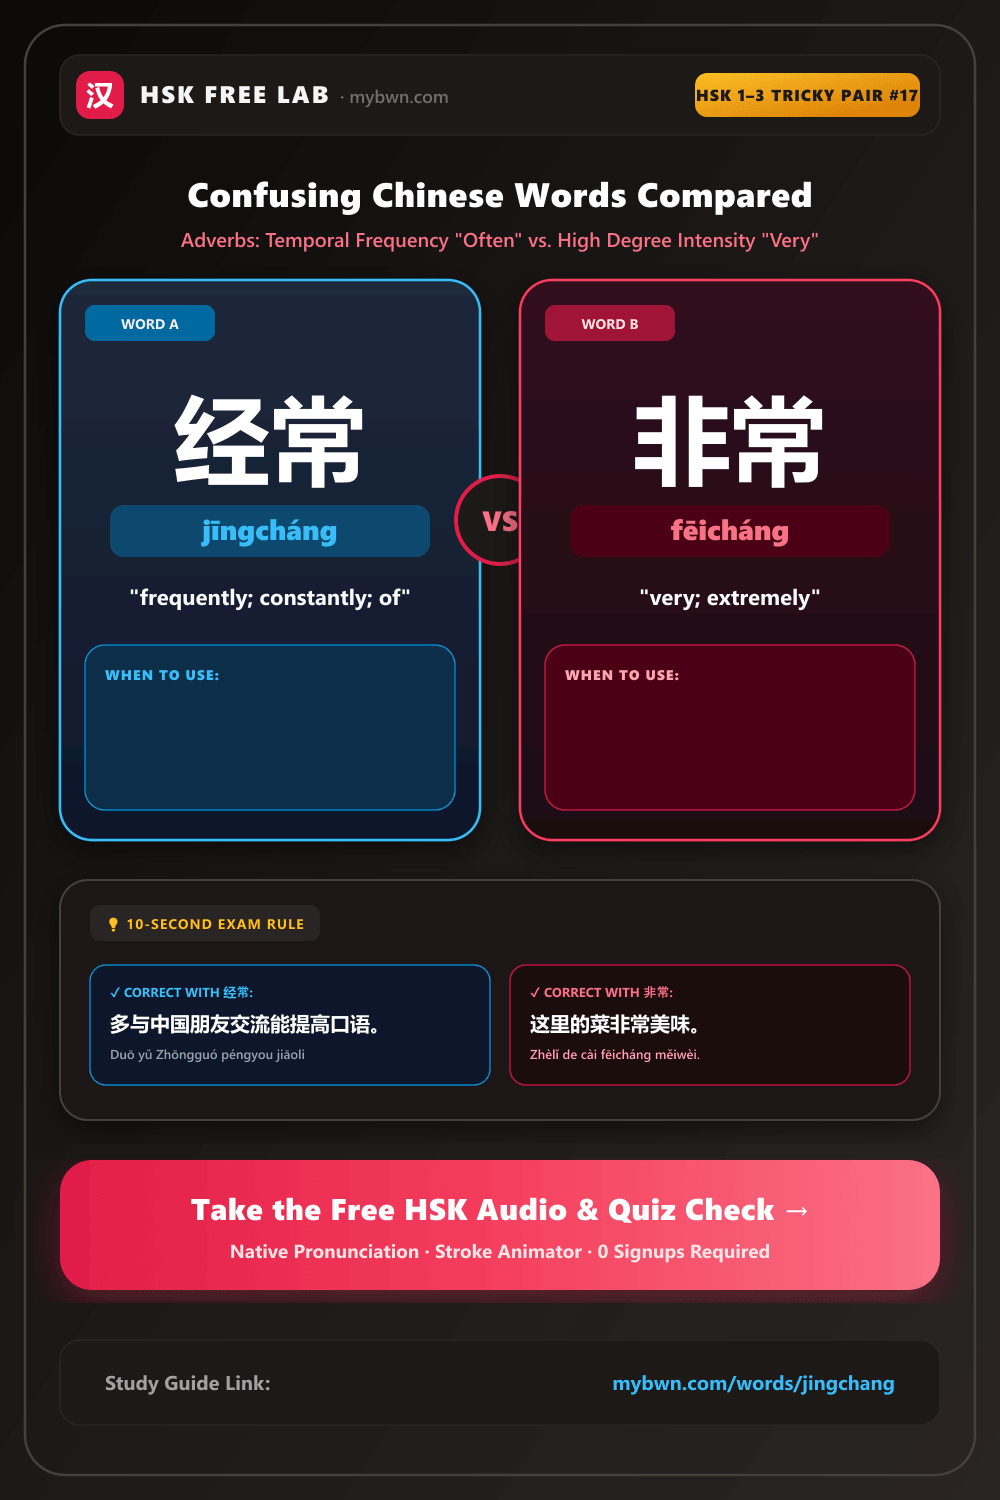 汉 HSK FREE LAB · mybwn.com
HSK 1–3 TRICKY PAIR #17
Confusing Chinese Words Compared
Adverbs: Temporal Frequency "Often" vs. High Degree Intensity "Very"
WORD A
经常
jīngcháng
"frequently; constantly; of"
WHEN TO USE:
VS
WORD B
非常
fēicháng
"very; extremely"
WHEN TO USE:
10-SECOND EXAM RULE
✓ CORRECT WITH 经常:
多与中国朋友交流能提高口语。
Duō yǔ Zhōngguó péngyou jiāoli
✓ CORRECT WITH 非常:
这里的菜非常美味。
Zhèlǐ de cài fēicháng měiwèi.
Take the Free HSK Audio & Quiz Check →
Native Pronunciation · Stroke Animator · 0 Signups Required
Study Guide Link:
mybwn.com/words/jingchang